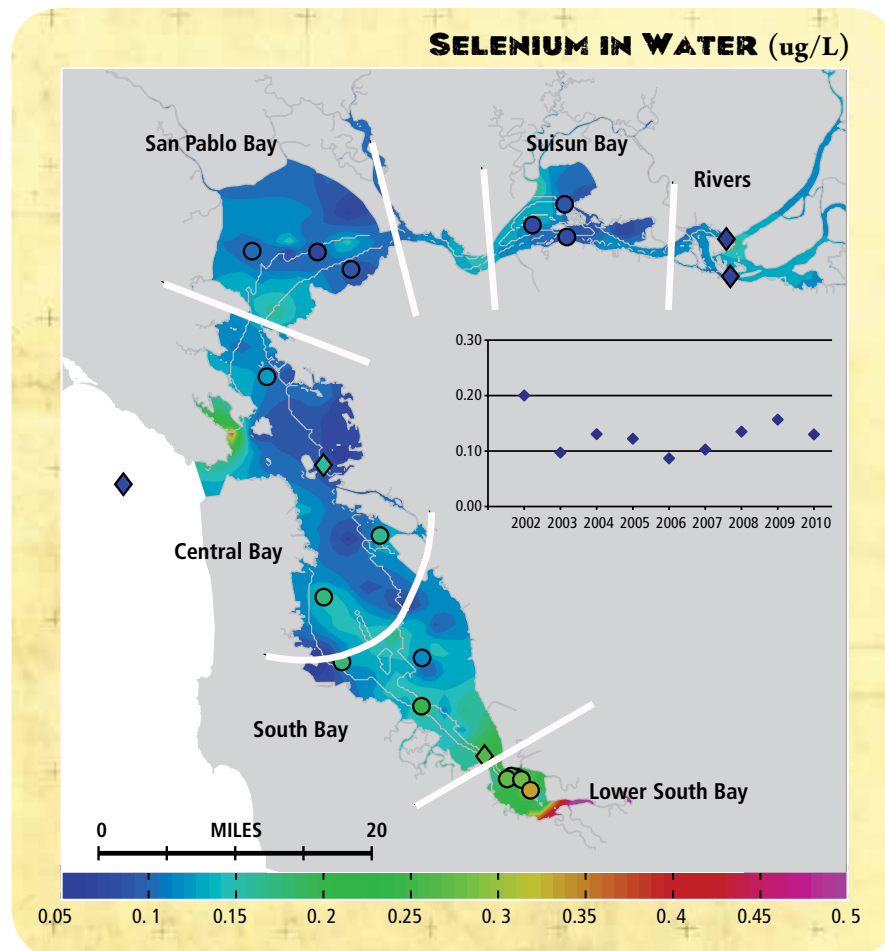 SELENIUM IN WATER (ug/L)
San Pablo Bay
Suisun Bay
Rivers
0.30
0.20
0.10
0.00
2002 2003 2004 2005 2006 2007 2008 2009 2010
Central Bay
South Bay
Lower South Bay
0 MILES 20
0.05 0. 1 0.15 0. 2 0.25 0. 3 0.35 0. 4 0.45 0. 5